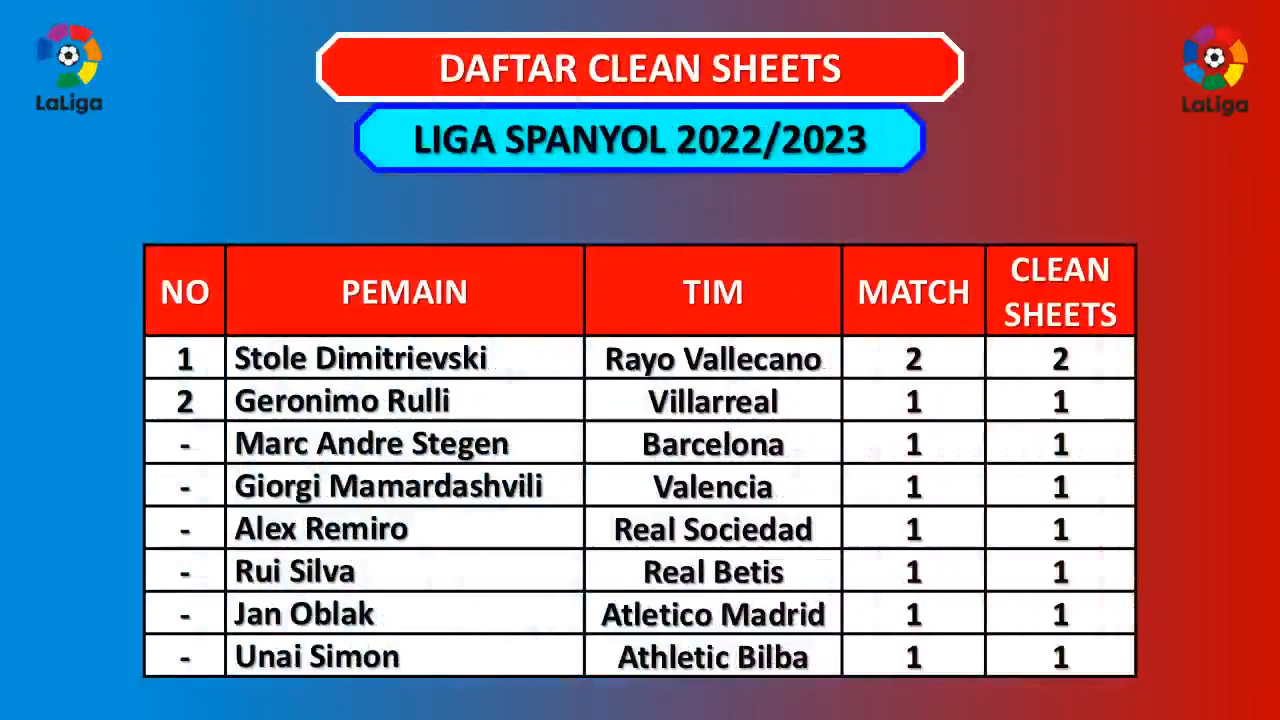 LaLiga
DAFTAR CLEAN SHEETS
LaLiga
LIGA SPANYOL 2022/2023
NO PEMAIN TIM MATCH CLEAN SHEETS
1 Stole Dimitrievski Rayo Vallecano 2 2
2 Geronimo Rulli Villarreal 1 1
- Marc Andre Stegen Barcelona 1 1
- Giorgi Mamardashvili Valencia 1 1
- Alex Remiro Real Sociedad 1 1
- Rui Silva Real Betis 1 1
- Jan Oblak Atletico Madrid 1 1
- Unai Simon Athletic Bilba 1 1